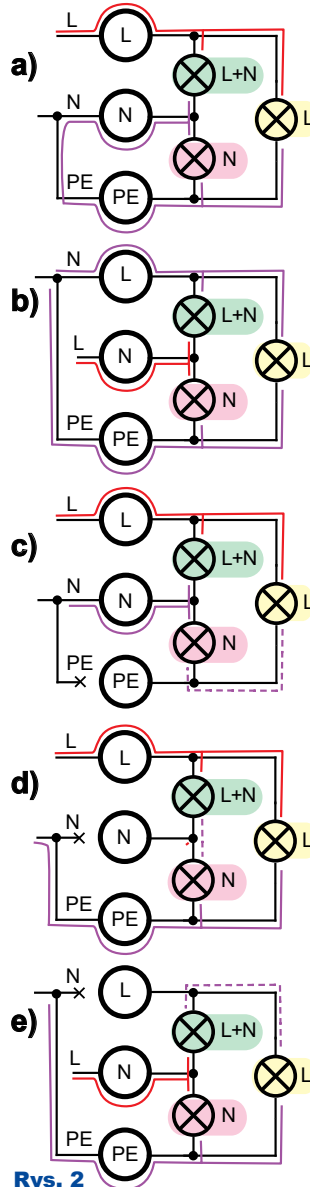 L L
a) L+N
N N L
N
PE PE
N L
b) L+N
L N L
N
PE PE
L L
c) L+N
N N L
N
PE PE
L L
d) L+N
N N L
N
PE PE
N L
e) L+N
L N L
N
PE PE
Rys. 2